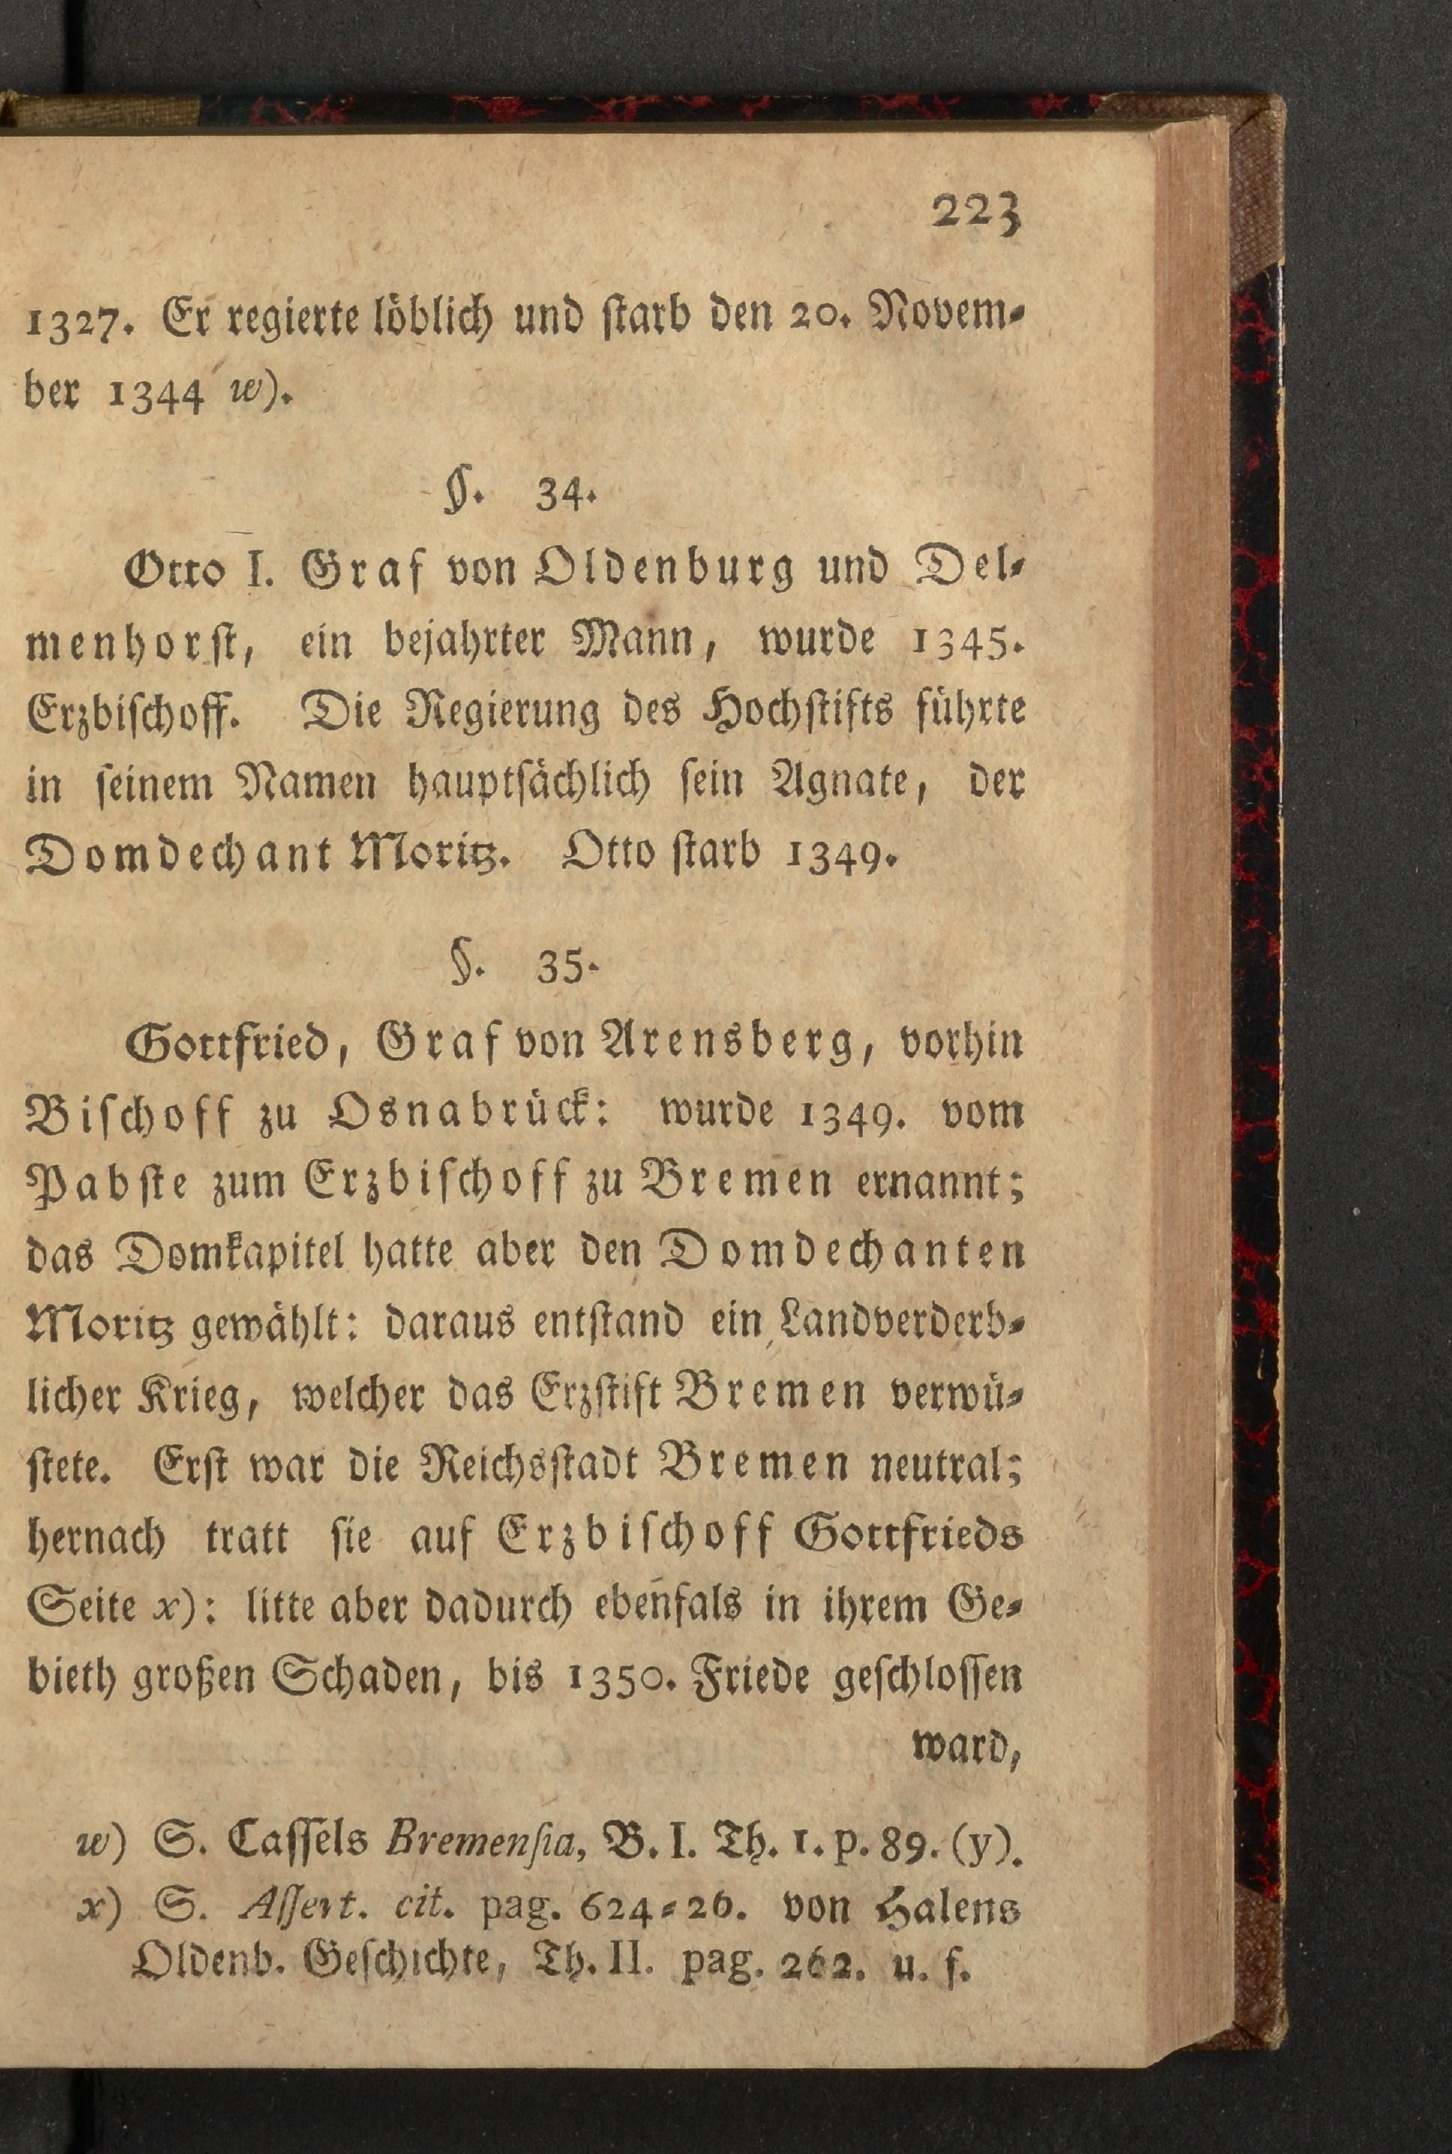 223
1327. Er regierte löblich und starb den 20. Novem-
ber 1344 w).
§. 34.
Otto I. Graf von Oldenburg und Del-
menhorst, ein bejahrter Mann, wurde 1345.
Erzbischoff. Die Regierung des Hochstifts führte
in seinem Namen hauptsächlich sein Agnate, der
Domdechant Moritz. Otto starb 1349.
§. 35.
Gottfried, Graf von Arensberg, vorhin
Bischoff zu Osnabrück: wurde 1349. vom
Pabste zum Erzbischoff zu Bremen ernannt;
das Domkapitel hatte aber den Domdechanten
Moritz gewählt: daraus entstand ein Landverderb-
licher Krieg, welcher das Erzstift Bremen verwü-
stete. Erst war die Reichsstadt Bremen neutral;
hernach tratt sie auf Erzbischoff Gottfrieds
Seite x): litte aber dadurch ebenfals in ihrem Ge-
bieth großen Schaden, bis 1350. Friede geschlossen
ward,
w) S. Cassels Bremensia, B. I. Th. 1. p. 89. (y).
x) S. Assert. cit. pag. 624-26. von Halens
Oldenb. Geschichte, Th. II. pag. 262. u. f.